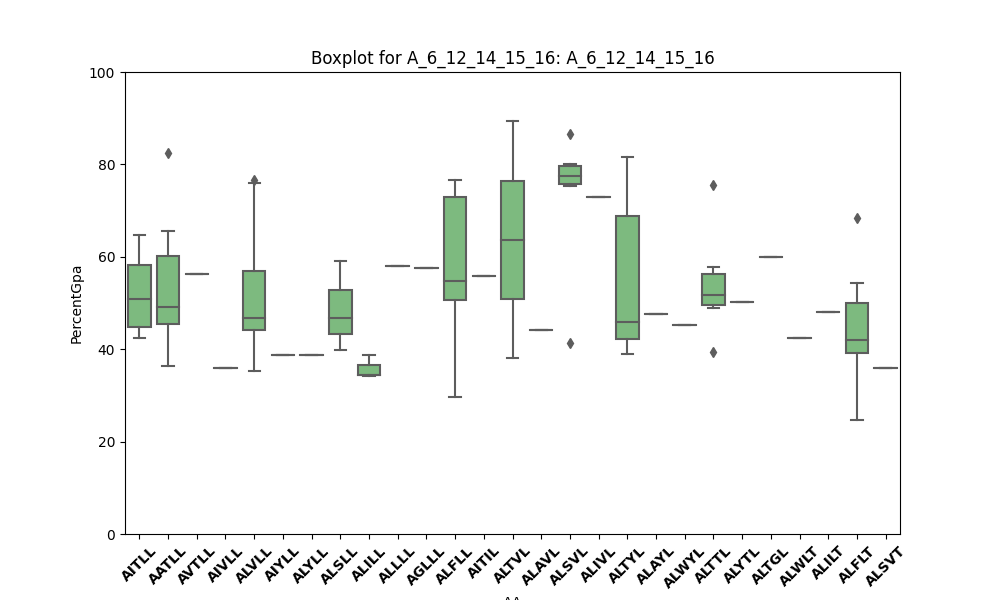 Boxplot for A_6_12_14_15_16: A_6_12_14_15_16
PercentGpa
100
80
60
40
20
0
AITLL AATLL AVTLL AIVLL ALVLL AIYLL ALYLL ALSLL ALILL ALLLL AGLLL ALFLL AITIL ALTVL ALAVL ALSVL ALIVL ALTYL ALAYL ALWYL ALTTL ALYTL ALTGL ALWLT ALILT ALFLT ALSVT
AA